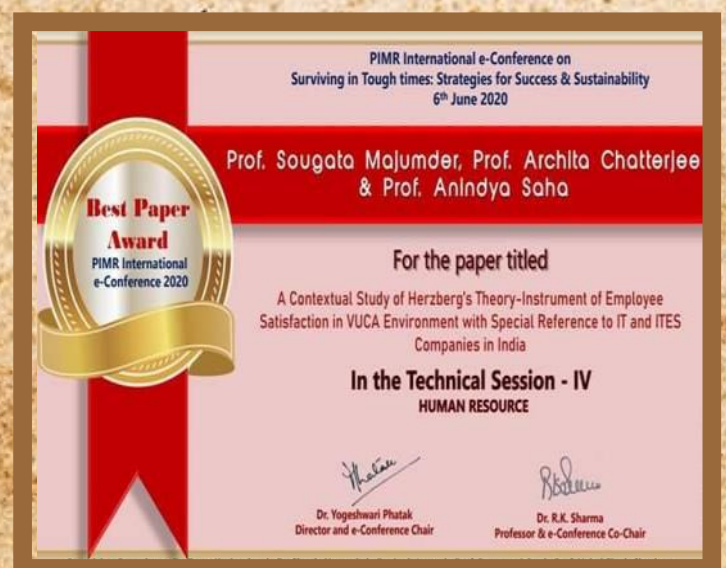 PIMR International e-Conference on
Surviving in Tough times: Strategies for Success & Sustainability
6th June 2020
Prof. Sougata Majumder, Prof. Archita Chatterjee
& Prof. Anindya Saha
Best Paper
Award
PIMR International
e-Conference 2020
For the paper titled
A Contextual Study of Herzberg's Theory-Instrument of Employee
Satisfaction in VUCA Environment with Special Reference to IT and ITES
Companies in India
In the Technical Session - IV
HUMAN RESOURCE
Dr. Yogeshwari Phatak
Director and e-Conference Chair
Dr. R.K. Sharma
Professor & e-Conference Co-Chair